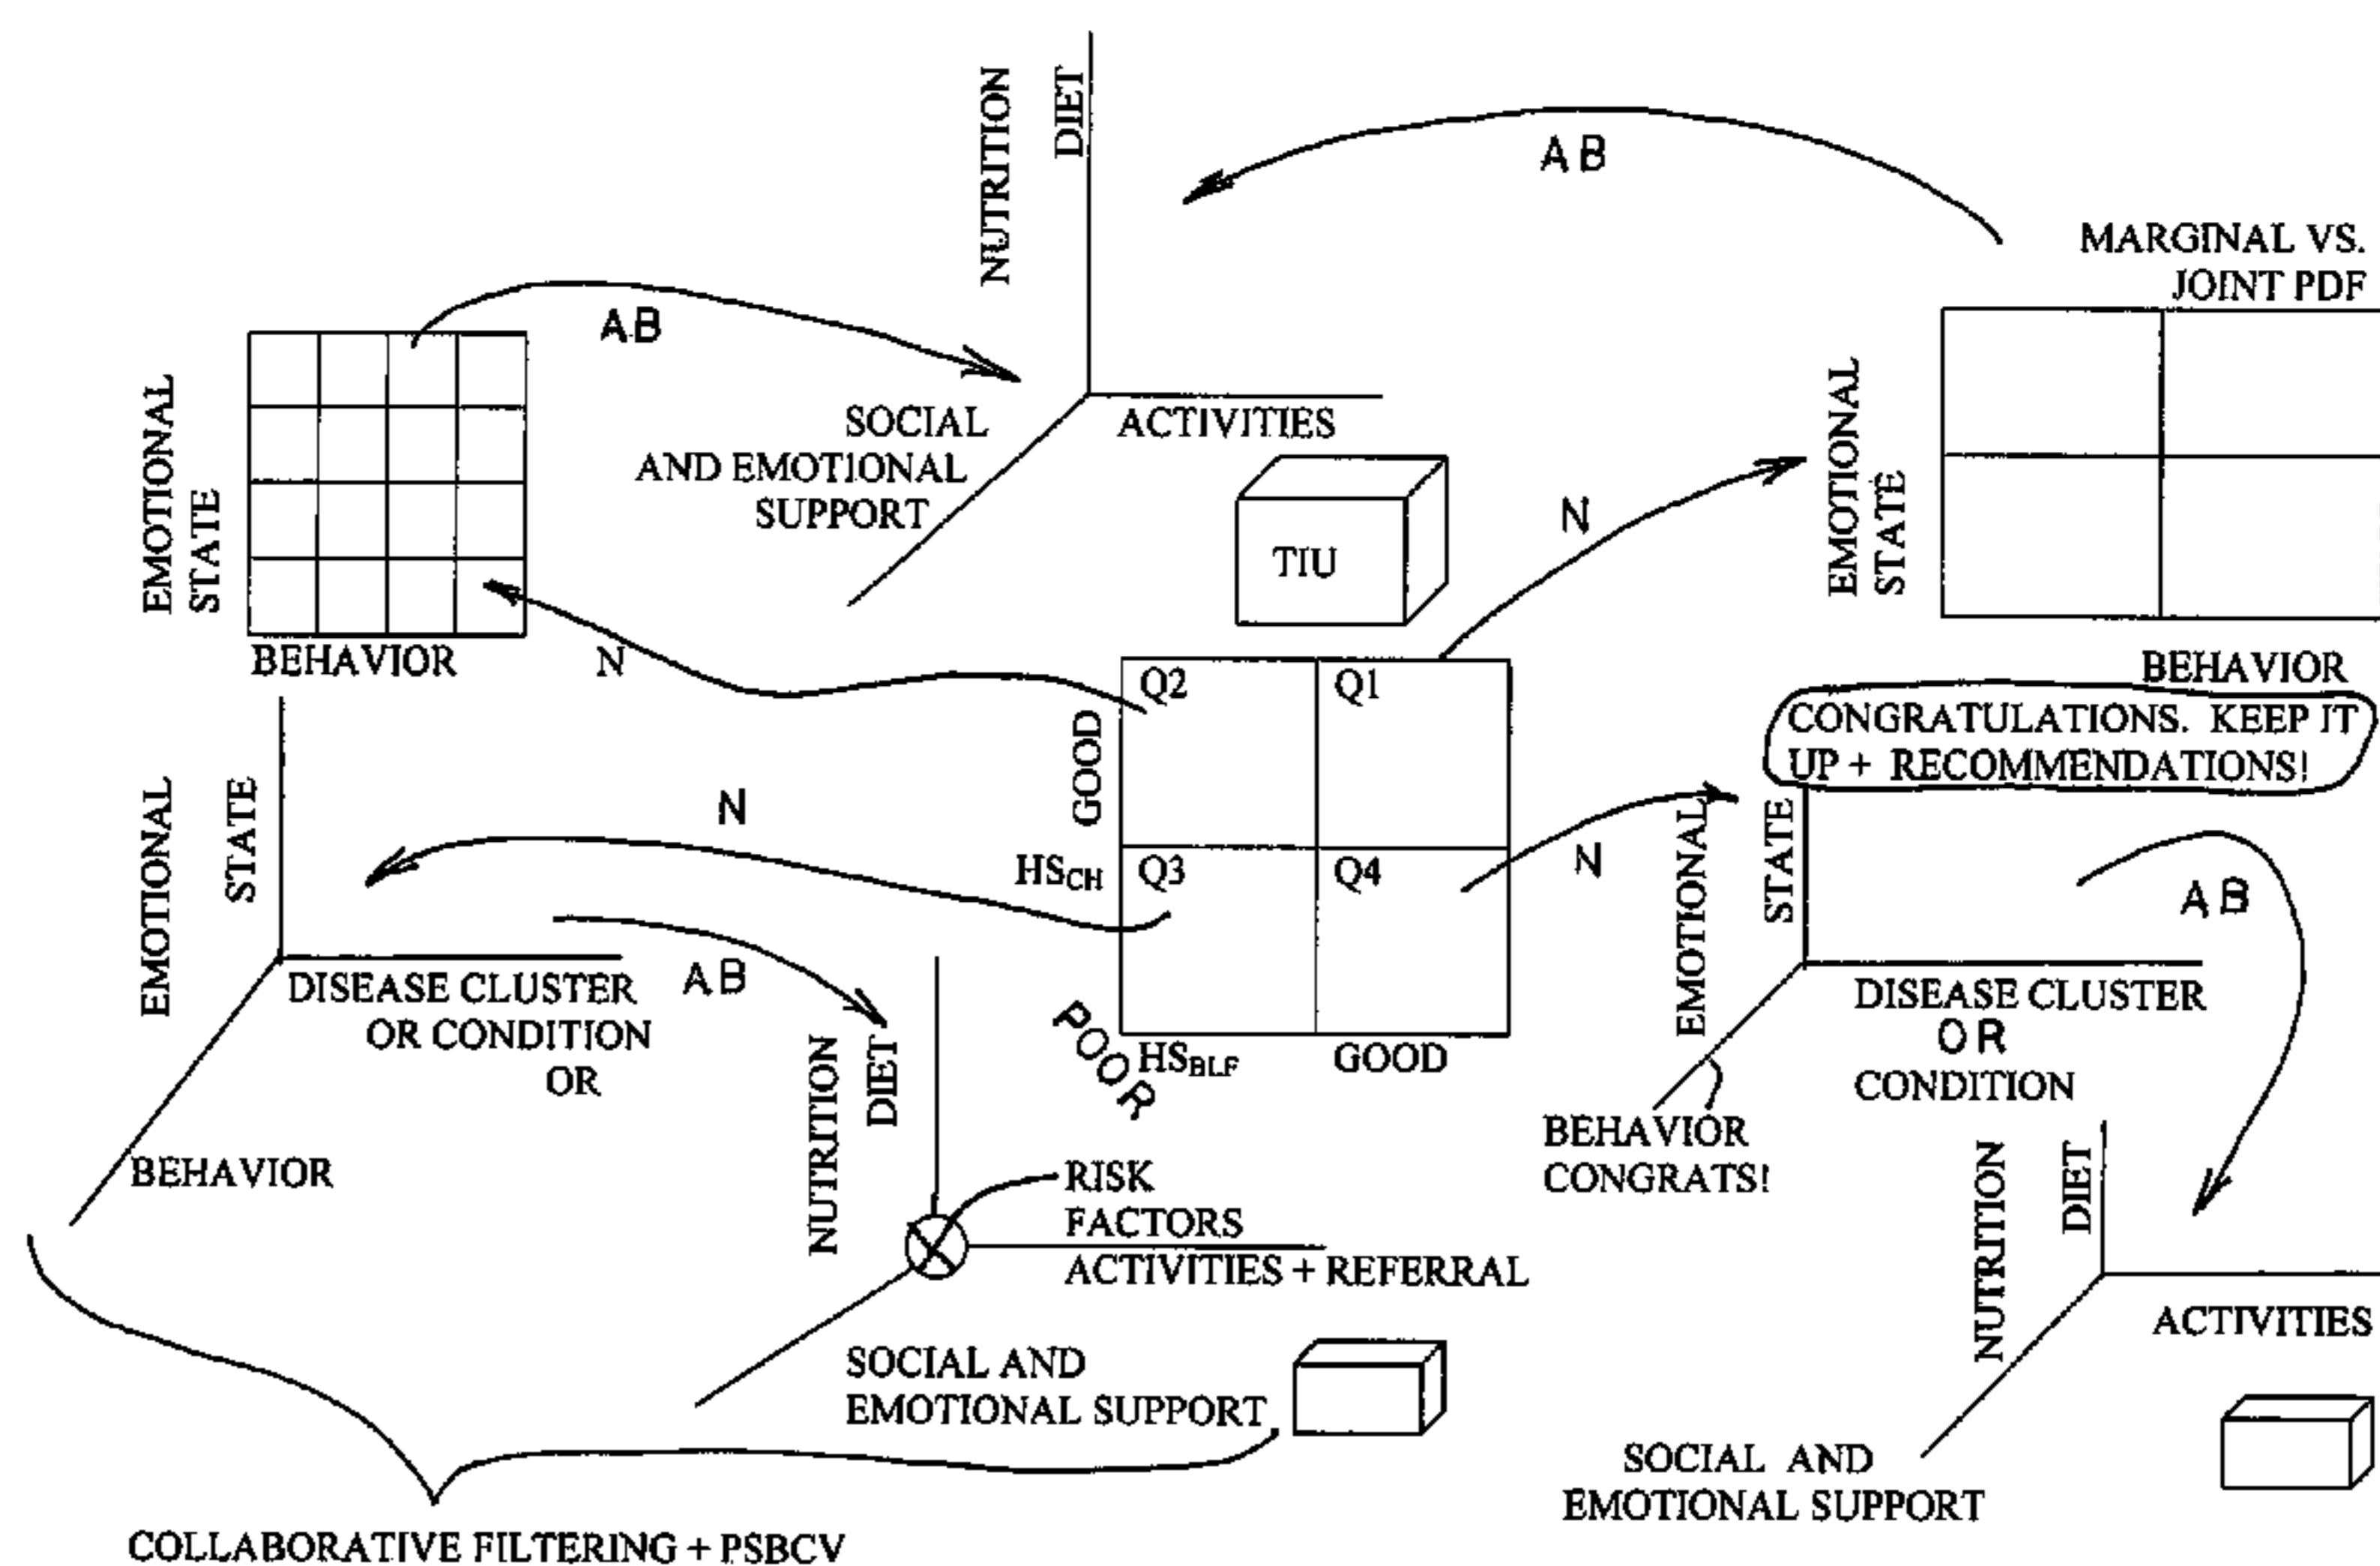 NUTRITION
DIET
AB
MARGINAL VS.
JOINT PDF
AB
EMOTIONAL
STATE
BEHAVIOR
SOCIAL
AND EMOTIONAL
SUPPORT
ACTIVITIES
TIU
N
EMOTIONAL
STATE
BEHAVIOR
N
Q2
Q1
GOOD
Q3
Q4
HSCH
POOR
HSBLF
GOOD
CONGRATULATIONS. KEEP IT
UP + RECOMMENDATIONS!
EMOTIONAL
STATE
N
DISEASE CLUSTER
OR CONDITION
OR
BEHAVIOR
AB
N
EMOTIONAL
STATE
AB
DISEASE CLUSTER
OR
CONDITION
BEHAVIOR
CONGRATS!
NUTRITION
DIET
RISK
FACTORS
ACTIVITIES + REFERRAL
SOCIAL AND
EMOTIONAL SUPPORT
NUTRITION
DIET
ACTIVITIES
SOCIAL AND
EMOTIONAL SUPPORT
COLLABORATIVE FILTERING + PSBCV